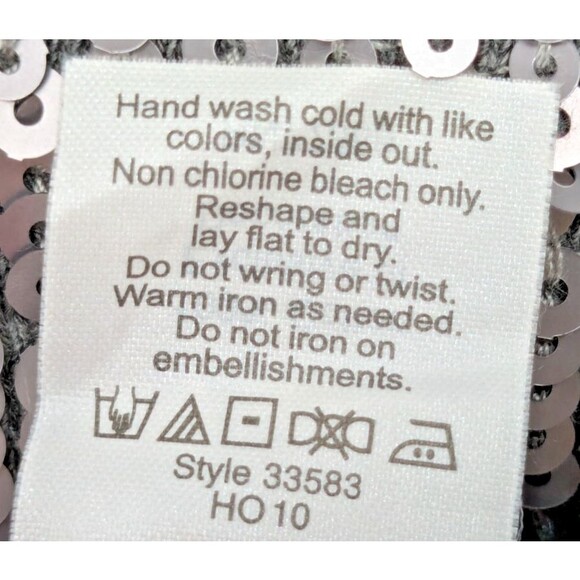 Hand wash cold with like
colors, inside out.
Non chlorine bleach only.
Reshape and
lay flat to dry.
Do not wring or twist.
Warm iron as needed.
Do not iron on
embellishments.
Style 33583
HO10